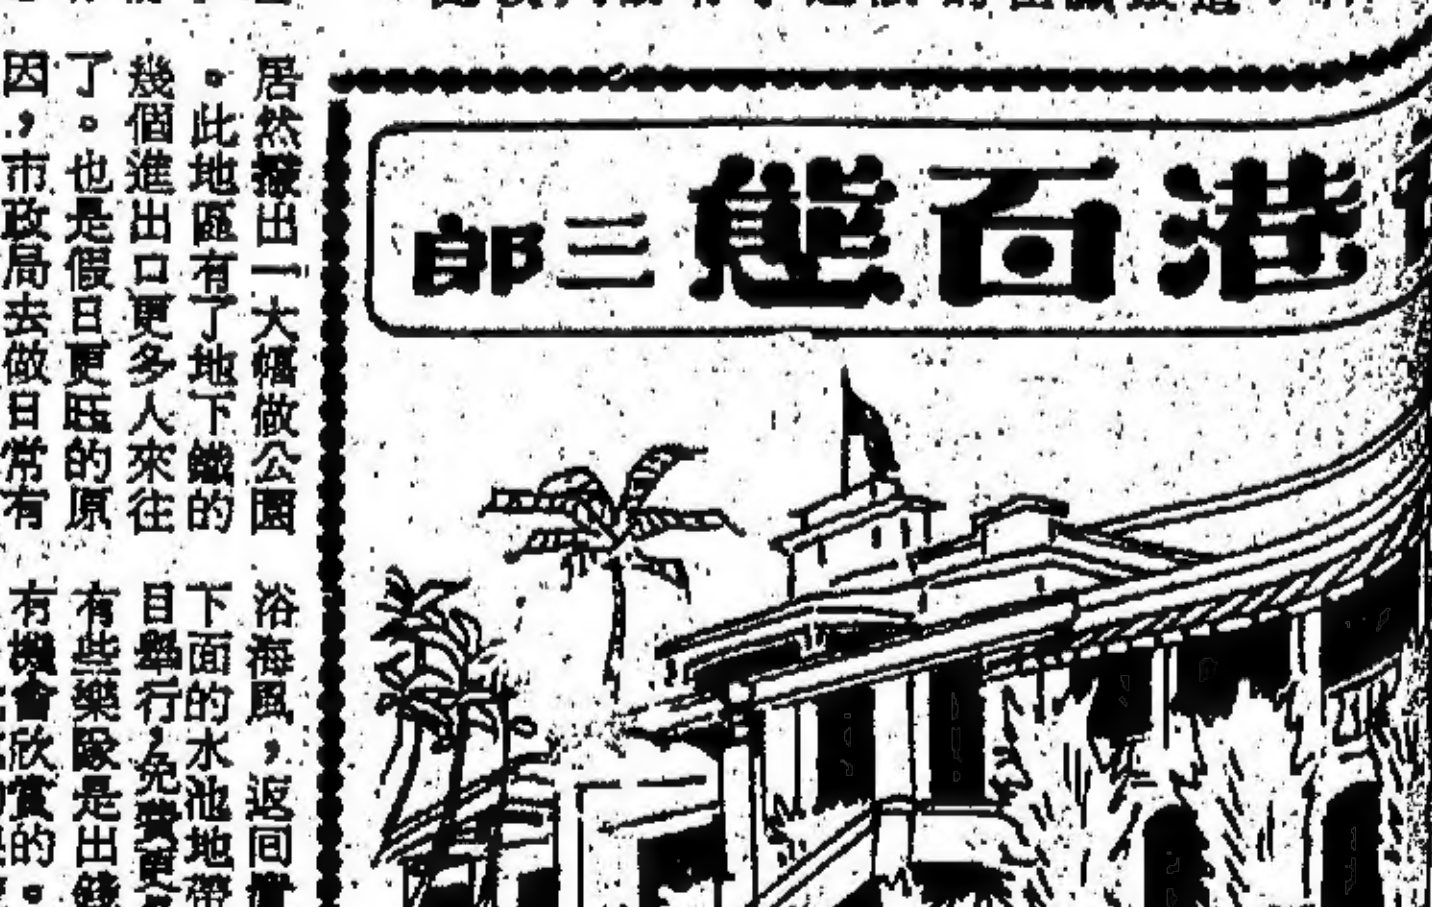 港百態 三郎
居然撥出一大幅做公園
。此地區有了地下鐵的
幾個進出口更多人來往
了。也是假日更旺的原
因，市政局去做日常有
浴海風，返回
下面的水池地帶
目舉行，免費更
有些樂隊是出錢
有機會欣賞的。